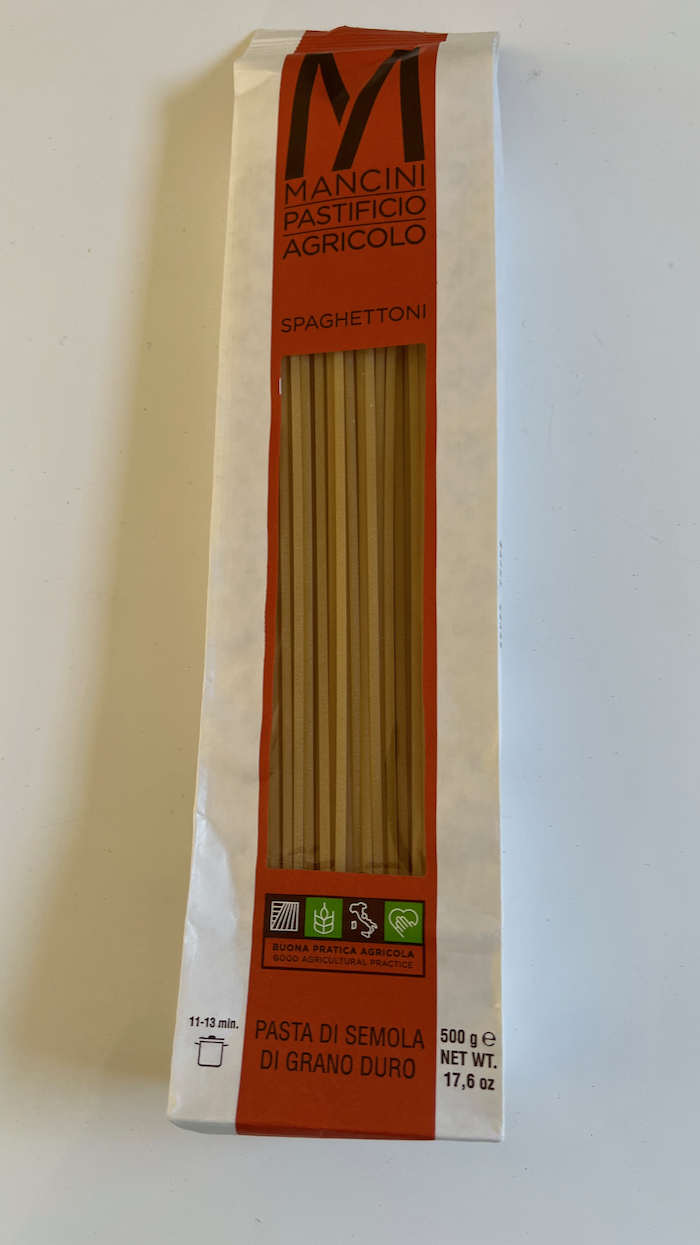 M
MANCINI
PASTIFICIO
AGRICOLO
SPAGHETTONI
BUONA PRATICA AGRICOLA
GOOD AGRICULTURAL PRACTICE
11-13 min.
PASTA DI SEMOLA
DI GRANO DURO
500 g e
NET WT.
17,6 oz